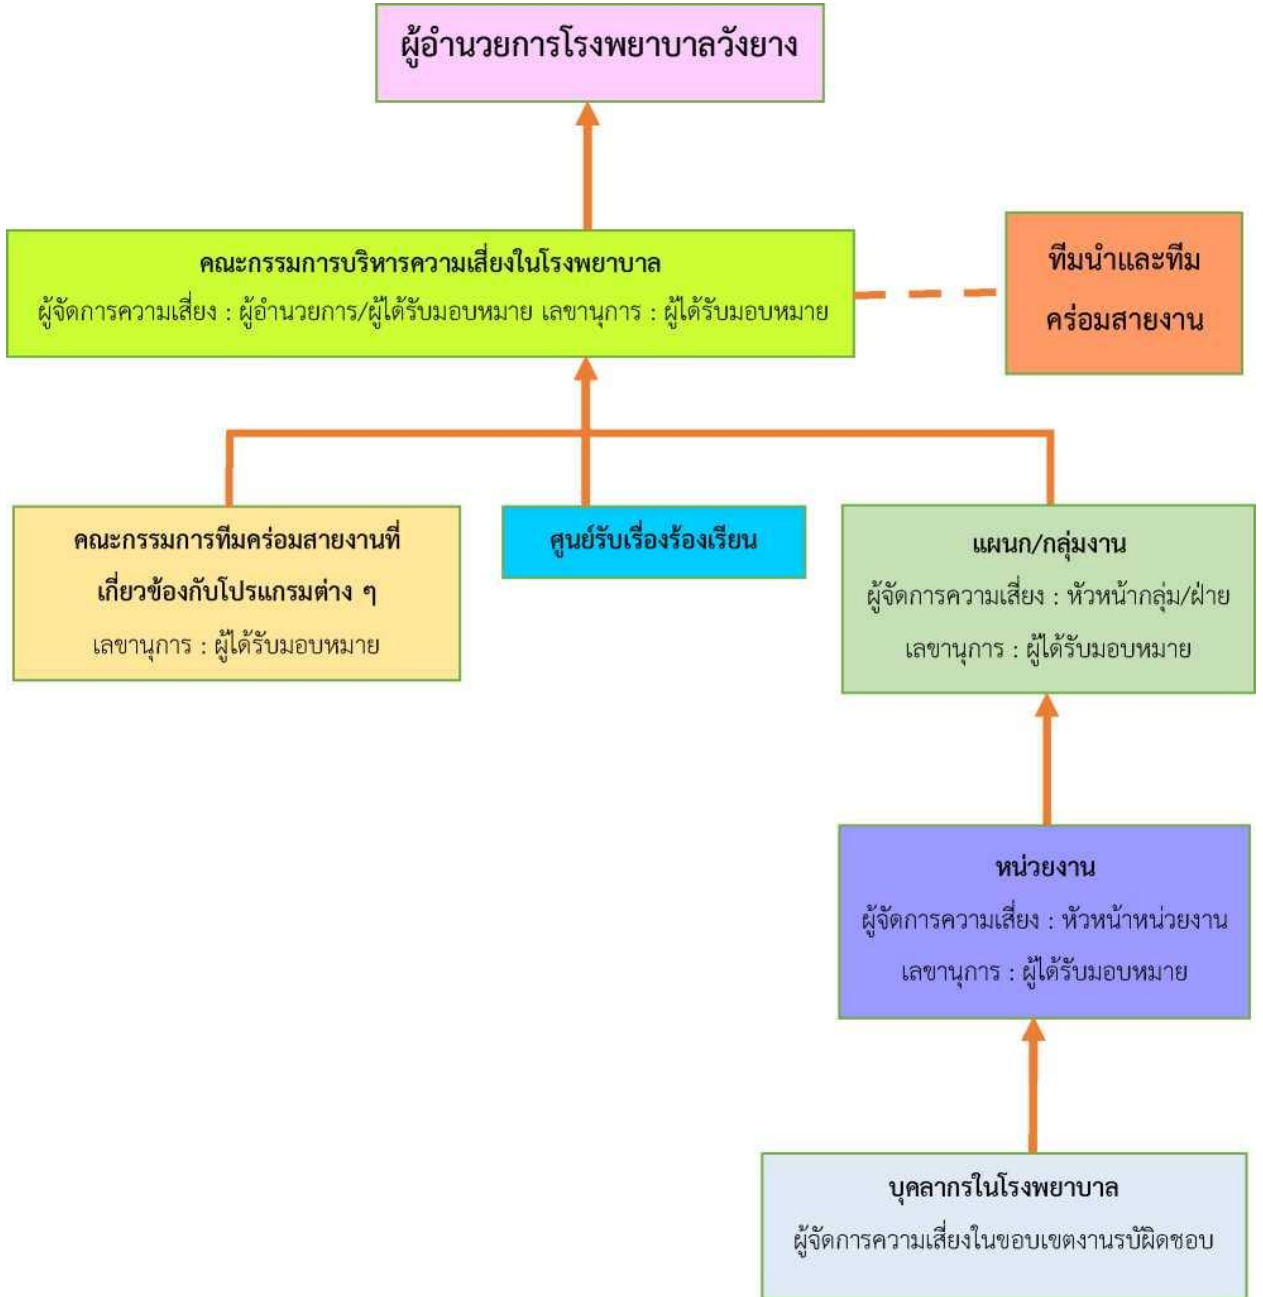 ผู้อำนวยการโรงพยาบาลวังยาง
คณะกรรมการบริหารความเสี่ยงในโรงพยาบาล
ผู้จัดการความเสี่ยง : ผู้อำนวยการ/ผู้ได้รับมอบหมาย เลขานุการ : ผู้ได้รับมอบหมาย
ทีมนำและทีม
คร่อมสายงาน
คณะกรรมการทีมคร่อมสายงานที่
เกี่ยวข้องกับโปรแกรมต่าง ๆ
เลขานุการ : ผู้ได้รับมอบหมาย
ศูนย์รับเรื่องร้องเรียน
แผนก/กลุ่มงาน
ผู้จัดการความเสี่ยง : หัวหน้ากลุ่ม/ฝ่าย
เลขานุการ : ผู้ได้รับมอบหมาย
หน่วยงาน
ผู้จัดการความเสี่ยง : หัวหน้าหน่วยงาน
เลขานุการ : ผู้ได้รับมอบหมาย
บุคลากรในโรงพยาบาล
ผู้จัดการความเสี่ยงในขอบเขตงานรบัผิดชอบ